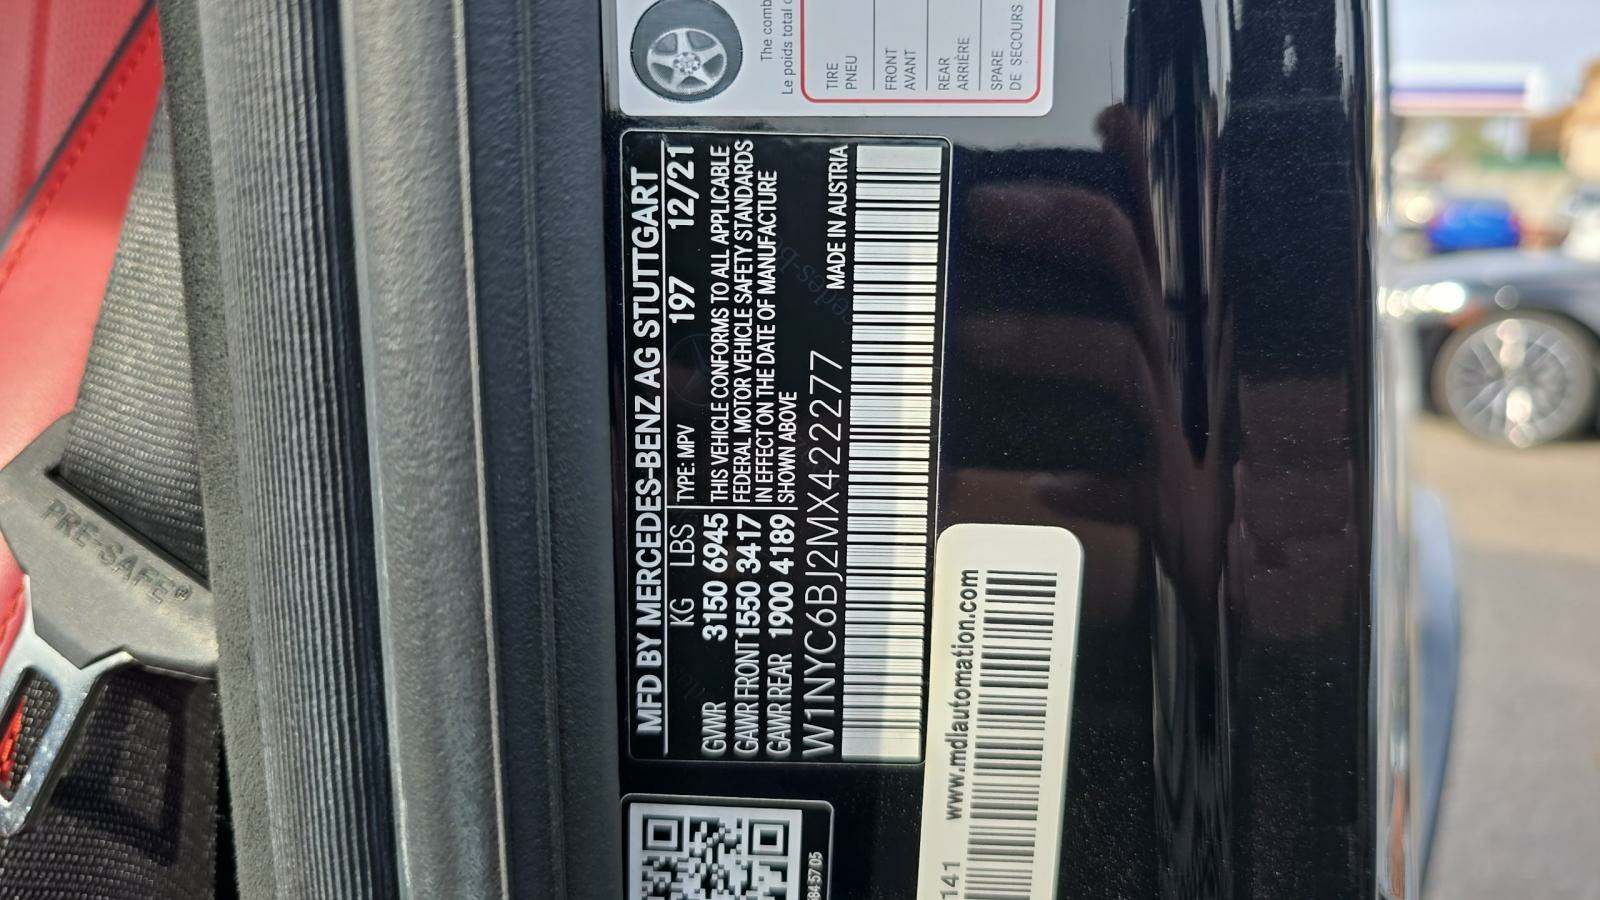 The comb
Le poids total
TIRE
PNEU
FRONT
AVANT
REAR
ARRIÈRE
SPARE
DE SECOURS
MFD BY MERCEDES-BENZ AG STUTTGART
KG LBS TYPE: MPV 197 12/21
GVWR 3150 6945 THIS VEHICLE CONFORMS TO ALL APPLICABLE
GAWR FRONT 1550 3417 FEDERAL MOTOR VEHICLE SAFETY STANDARDS
GAWR REAR 1900 4189 IN EFFECT ON THE DATE OF MANUFACTURE
SHOWN ABOVE
MADE IN AUSTRIA
W1NYC6BJ2MX422277
www.mdlautomation.com
141
PRE-SAFE®